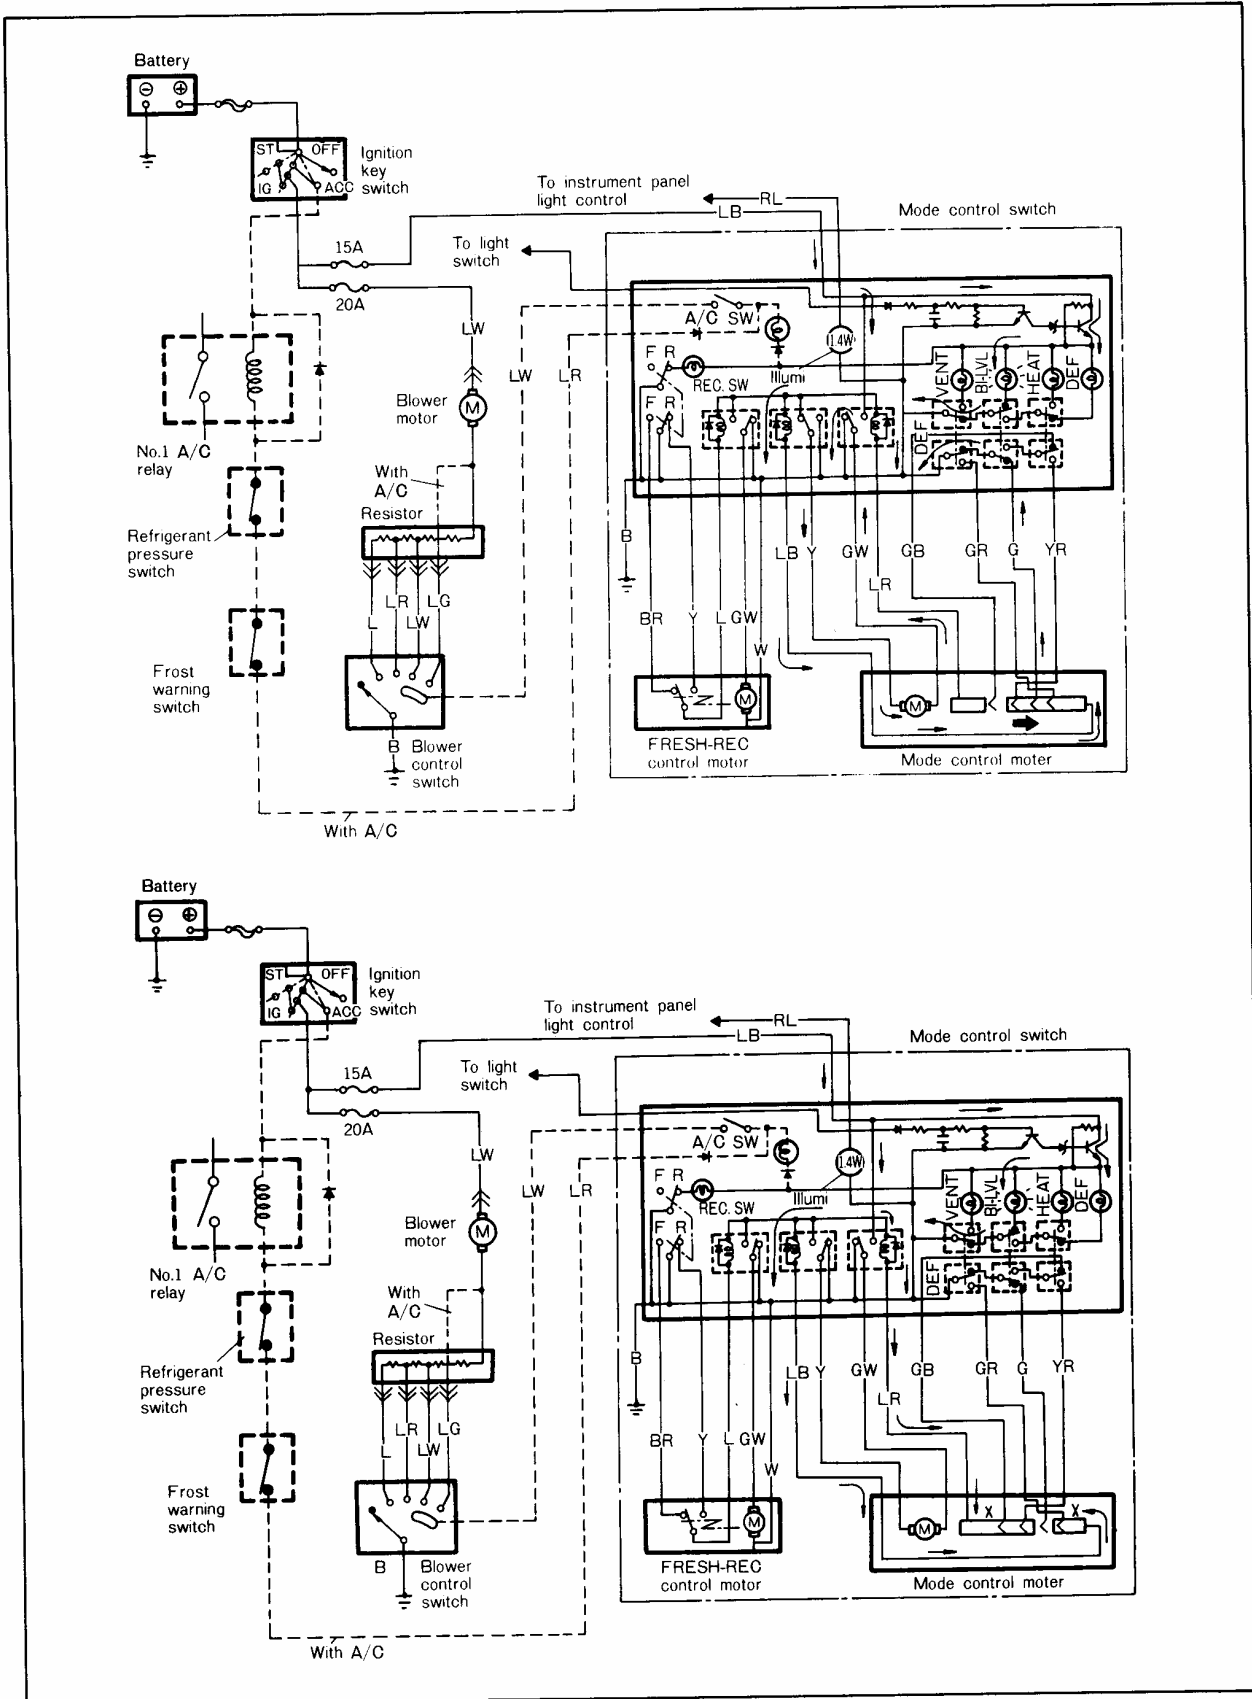 Battery
ST OFF
IG ACC
Ignition
key
switch
To instrument panel
light control
RL
LB
Mode control switch
15A
20A
To light
switch
A/C SW
1.4W
LW
LW
LR
F R
REC. SW
Illumi
VENT
BI-LVL
HEAT
DEF
F R
DEF
Blower
motor
M
No.1 A/C
relay
With
A/C
Resistor
Refrigerant
pressure
switch
B
LB Y GW GB GR G YR
LR
LR LG
L LW
BR Y L GW
W
Frost
warning
switch
M
M
B Blower
control
switch
FRESH-REC
control motor
Mode control moter
With A/C
Battery
ST OFF
IG ACC
Ignition
key
switch
To instrument panel
light control
RL
LB
Mode control switch
15A
20A
To light
switch
A/C SW
1.4W
LW
LW
LR
F R
REC. SW
Illumi
VENT
BI-LVL
HEAT
DEF
F R
DEF
Blower
motor
M
No.1 A/C
relay
With
A/C
Resistor
Refrigerant
pressure
switch
B
LB Y GW GB GR G YR
LR
LR LG
L LW
BR Y L GW
W
Frost
warning
switch
M
M
X X
B Blower
control
switch
FRESH-REC
control motor
Mode control moter
With A/C